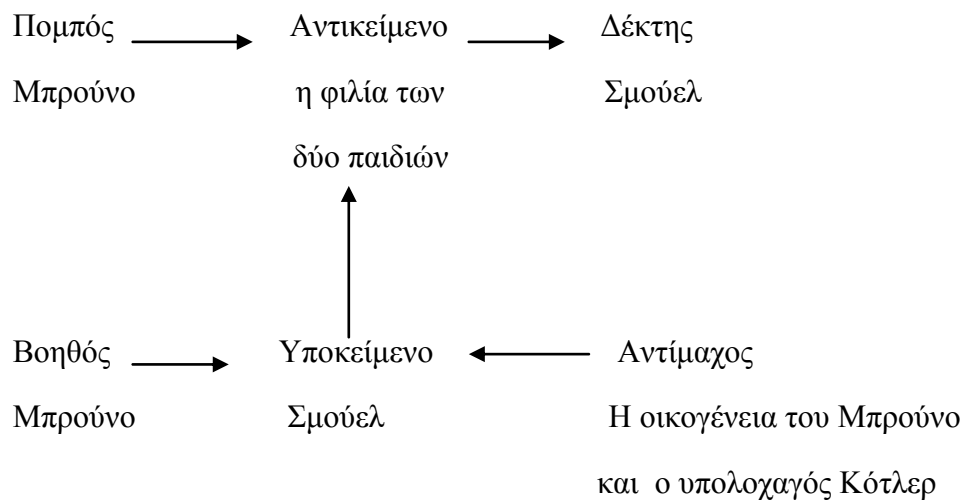 Πομπός Αντικείμενο Δέκτης
Μπρούνο η φιλία των Σμούελ
δύο παιδιών
Βοηθός Υποκείμενο Αντίμαχος
Μπρούνο Σμούελ Η οικογένεια του Μπρούνο
και ο υπολοχαγός Κότλερ